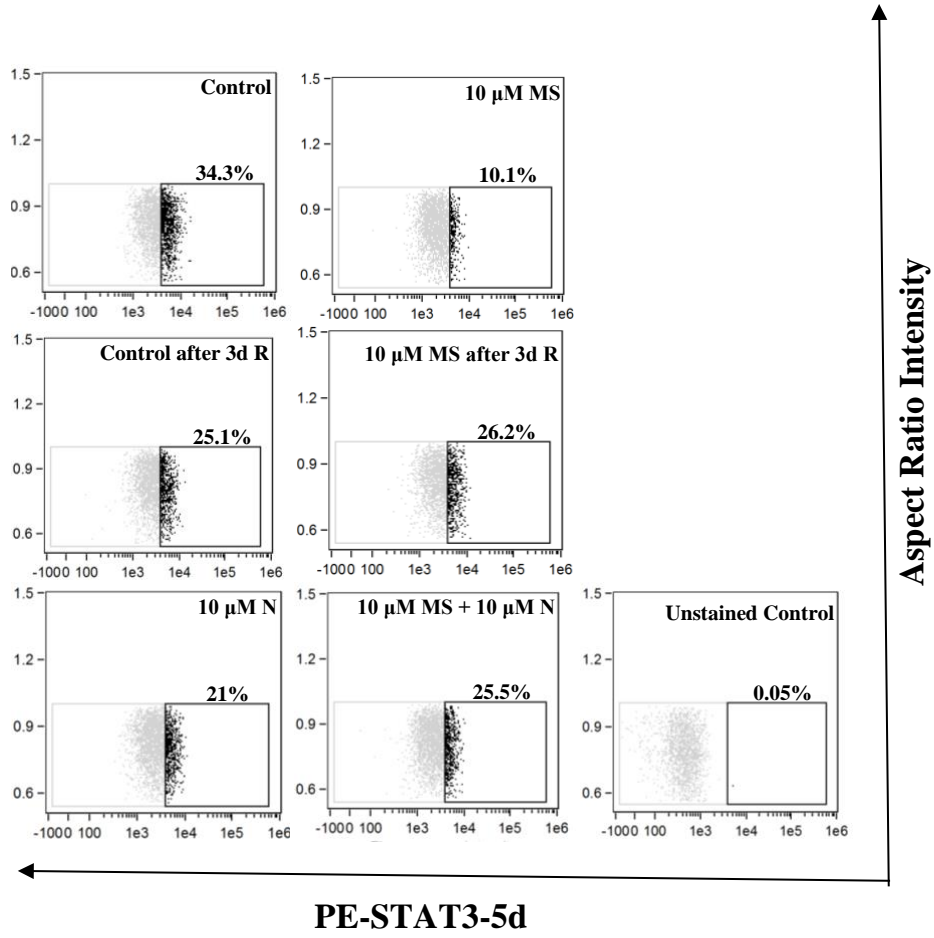 Control
34.3%
1.5
1.2
0.9
0.6
-1000 100 1e3 1e4 1e5 1e6
10 µM MS
10.1%
1.5
1.2
0.9
0.6
-1000 100 1e3 1e4 1e5 1e6
Control after 3d R
25.1%
1.5
1.2
0.9
0.6
-1000 100 1e3 1e4 1e5 1e6
10 µM MS after 3d R
26.2%
1.5
1.2
0.9
0.6
-1000 100 1e3 1e4 1e5 1e6
10 µM N
21%
1.5
1.2
0.9
0.6
-1000 100 1e3 1e4 1e5 1e6
10 µM MS + 10 µM N
25.5%
1.5
1.2
0.9
0.6
-1000 100 1e3 1e4 1e5 1e6
Unstained Control
0.05%
1.5
1.2
0.9
0.6
-1000 100 1e3 1e4 1e5 1e6
Aspect Ratio Intensity
PE-STAT3-5d